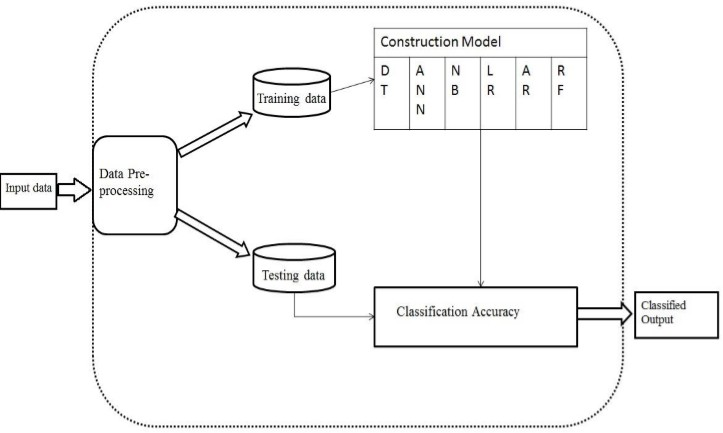 Construction Model
D A N L A R
T N B R R F
N
Training data
Data Pre-
processing
Input data
Testing data
Classification Accuracy
Classified
Output